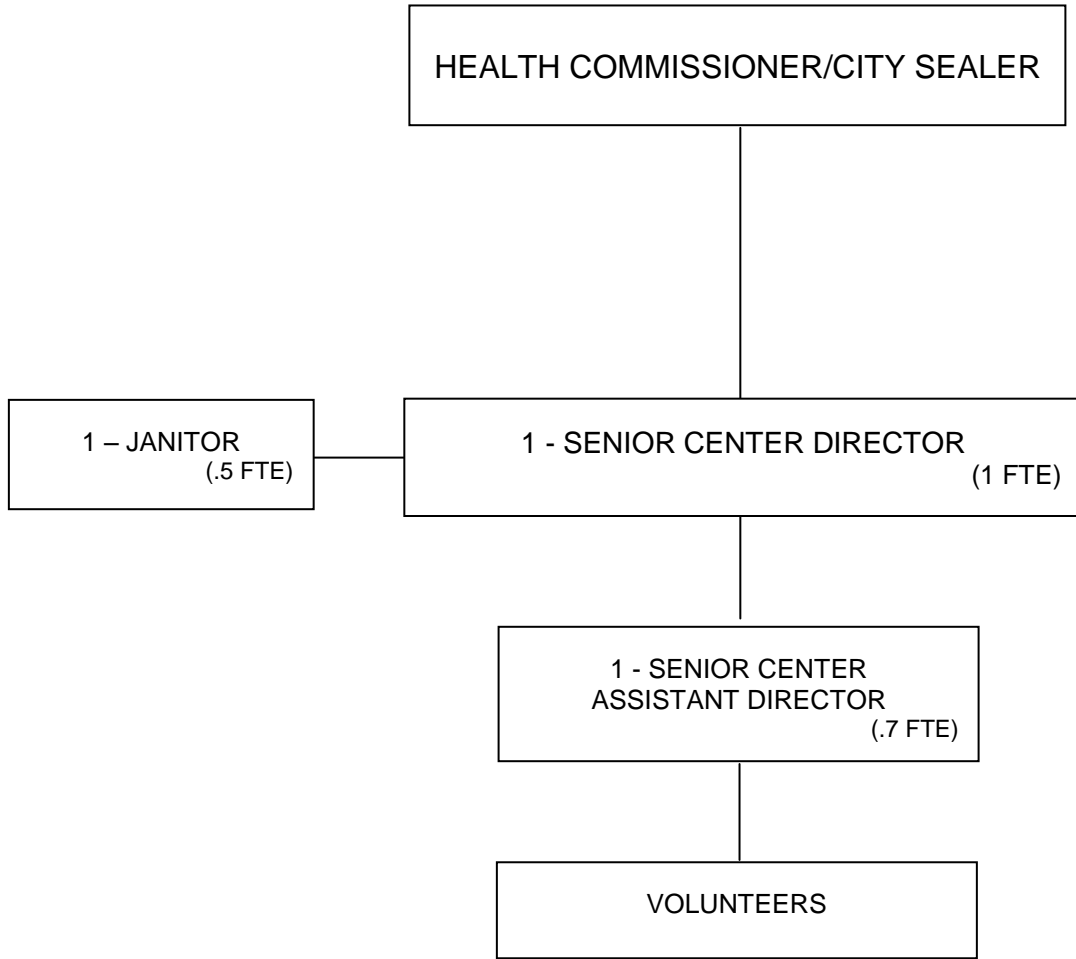 HEALTH COMMISSIONER/CITY SEALER
1 – JANITOR
(.5 FTE)
1 - SENIOR CENTER DIRECTOR
(1 FTE)
1 - SENIOR CENTER
ASSISTANT DIRECTOR
(.7 FTE)
VOLUNTEERS